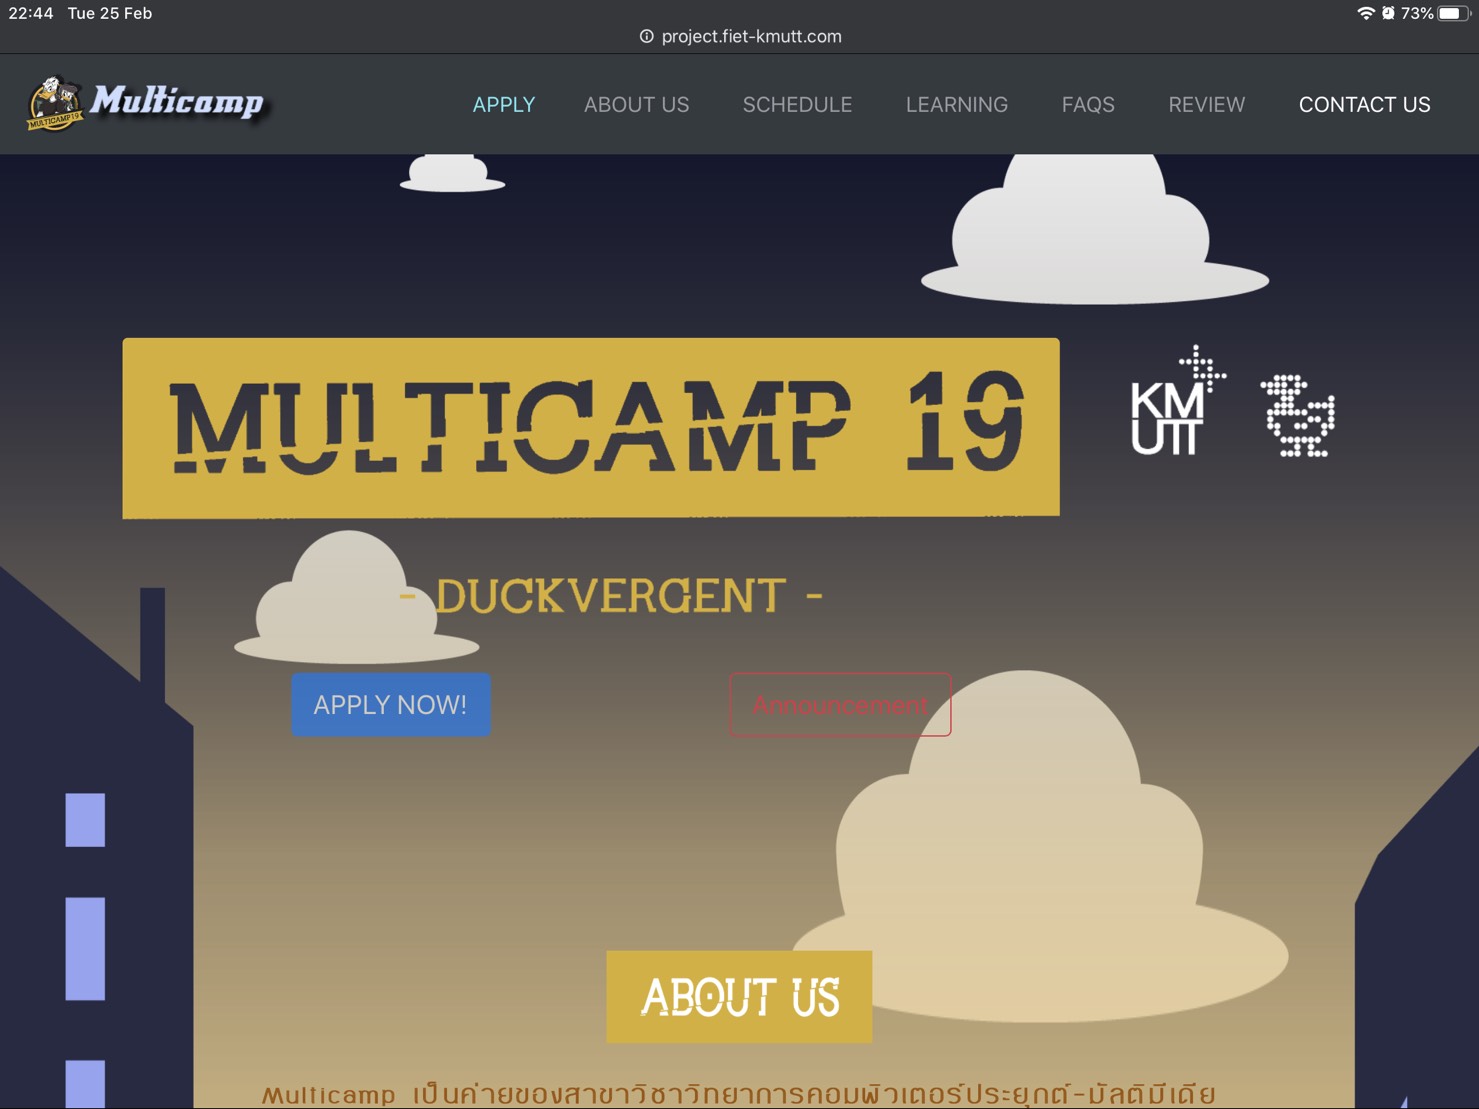 22:44 Tue 25 Feb
73%
project.fiet-kmutt.com
MULTICAMP 19
Multicamp
APPLY
ABOUT US
SCHEDULE
LEARNING
FAQS
REVIEW
CONTACT US
MULTICAMP 19
KM
UTT
- DUCKVERGENT -
APPLY NOW!
Announcement
ABOUT US
Multicamp เป็นค่ายของสาขาวิชาวิทยาการคอมพิวเตอร์ประยุกต์-มัลติมีเดีย